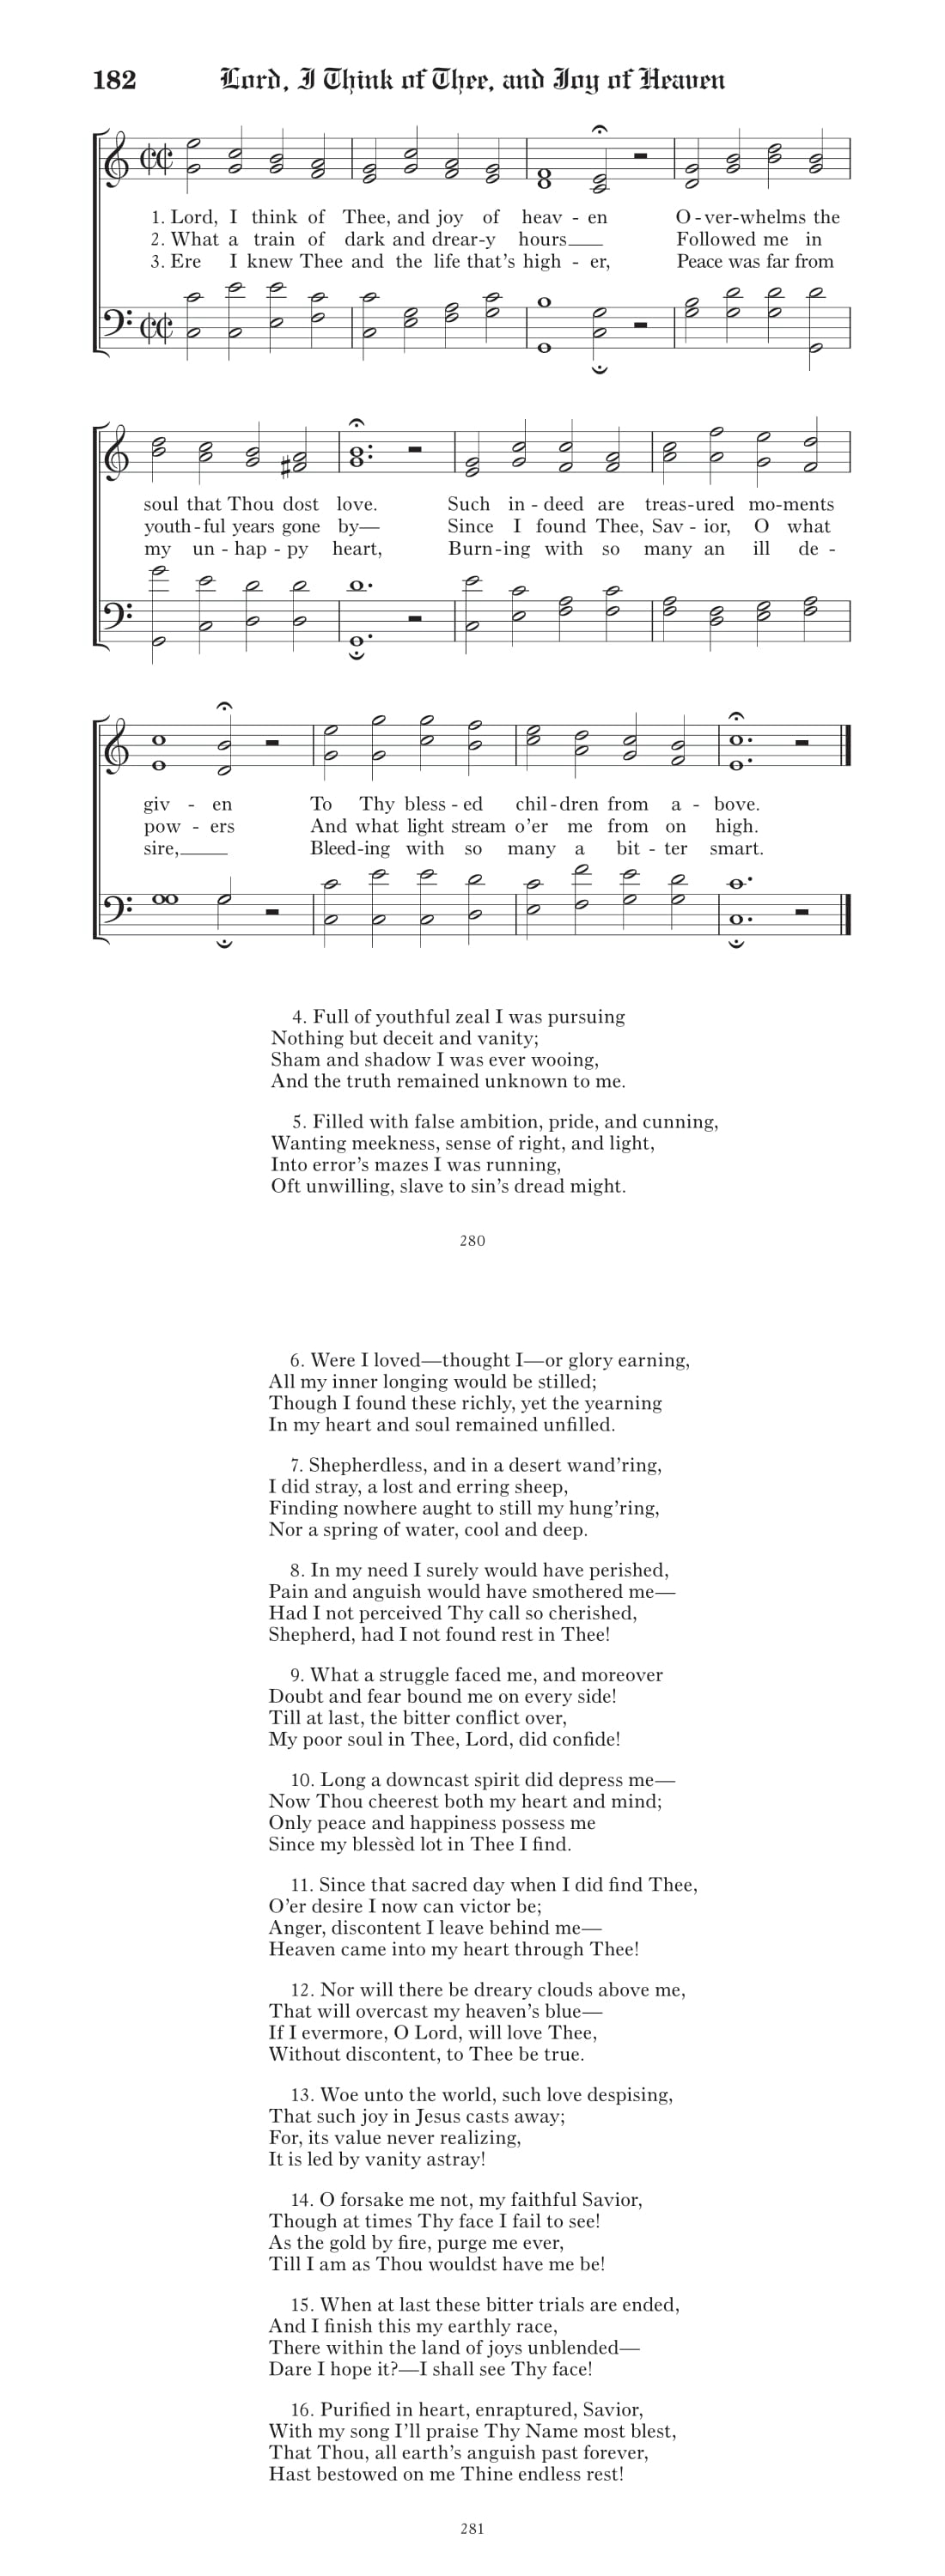 182 Lord, I Think of Thee, and Joy of Heaven
1. Lord, I think of Thee, and joy of heav - en O - ver-whelms the
2. What a train of dark and drear-y hours Followed me in
3. Ere I knew Thee and the life that's high - er, Peace was far from
soul that Thou dost love. Such in - deed are treas-ured mo-ments
youth - ful years gone by— Since I found Thee, Sav - ior, O what
my un - hap - py heart, Burn-ing with so many an ill de -
giv - en To Thy bless - ed chil-dren from a - bove.
pow - ers And what light stream o'er me from on high.
sire, Bleed-ing with so many a bit - ter smart.
4. Full of youthful zeal I was pursuing
Nothing but deceit and vanity;
Sham and shadow I was ever wooing,
And the truth remained unknown to me.
5. Filled with false ambition, pride, and cunning,
Wanting meekness, sense of right, and light,
Into error's mazes I was running,
Oft unwilling, slave to sin's dread might.
280
6. Were I loved—thought I—or glory earning,
All my inner longing would be stilled;
Though I found these richly, yet the yearning
In my heart and soul remained unfilled.
7. Shepherdless, and in a desert wand'ring,
I did stray, a lost and erring sheep,
Finding nowhere aught to still my hung'ring,
Nor a spring of water, cool and deep.
8. In my need I surely would have perished,
Pain and anguish would have smothered me—
Had I not perceived Thy call so cherished,
Shepherd, had I not found rest in Thee!
9. What a struggle faced me, and moreover
Doubt and fear bound me on every side!
Till at last, the bitter conflict over,
My poor soul in Thee, Lord, did confide!
10. Long a downcast spirit did depress me—
Now Thou cheerest both my heart and mind;
Only peace and happiness possess me
Since my blessèd lot in Thee I find.
11. Since that sacred day when I did find Thee,
O'er desire I now can victor be;
Anger, discontent I leave behind me—
Heaven came into my heart through Thee!
12. Nor will there be dreary clouds above me,
That will overcast my heaven's blue—
If I evermore, O Lord, will love Thee,
Without discontent, to Thee be true.
13. Woe unto the world, such love despising,
That such joy in Jesus casts away;
For, its value never realizing,
It is led by vanity astray!
14. O forsake me not, my faithful Savior,
Though at times Thy face I fail to see!
As the gold by fire, purge me ever,
Till I am as Thou wouldst have me be!
15. When at last these bitter trials are ended,
And I finish this my earthly race,
There within the land of joys unblended—
Dare I hope it?—I shall see Thy face!
16. Purified in heart, enraptured, Savior,
With my song I'll praise Thy Name most blest,
That Thou, all earth's anguish past forever,
Hast bestowed on me Thine endless rest!
281